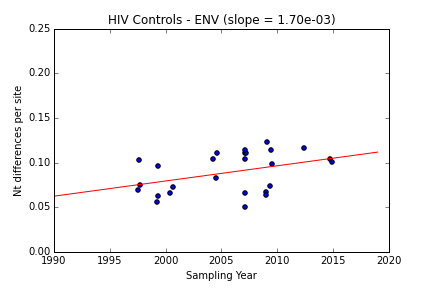 HIV Controls - ENV (slope = 1.70e-03)
0.25
0.20
0.15
0.10
0.05
0.00
Nt differences per site
1990 1995 2000 2005 2010 2015 2020
Sampling Year